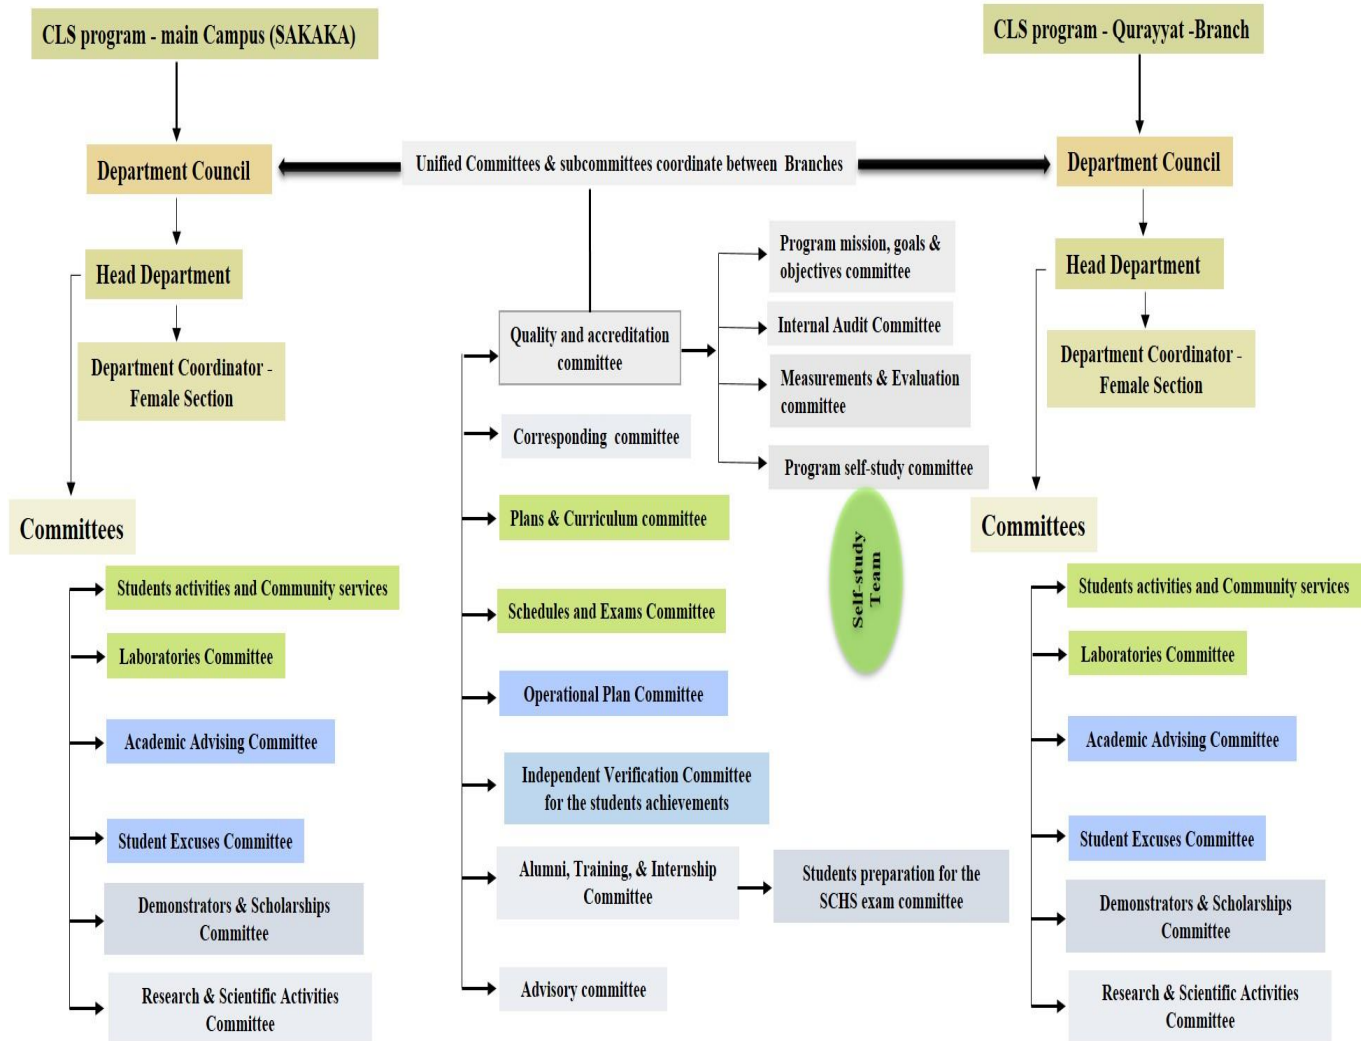 CLS program - main Campus (SAKAKA)
CLS program - Qurayyat -Branch
Department Council
Unified Committees & subcommittees coordinate between Branches
Department Council
Head Department
Department Coordinator -
Female Section
Committees
Students activities and Community services
Laboratories Committee
Academic Advising Committee
Student Excuses Committee
Demonstrators & Scholarships
Committee
Research & Scientific Activities
Committee
Quality and accreditation
committee
Program mission, goals &
objectives committee
Internal Audit Committee
Measurements & Evaluation
committee
Program self-study committee
Self-study
Team
Corresponding committee
Plans & Curriculum committee
Schedules and Exams Committee
Operational Plan Committee
Independent Verification Committee
for the students achievements
Alumni, Training, & Internship
Committee
Students preparation for the
SCHS exam committee
Advisory committee
Head Department
Department Coordinator -
Female Section
Committees
Students activities and Community services
Laboratories Committee
Academic Advising Committee
Student Excuses Committee
Demonstrators & Scholarships
Committee
Research & Scientific Activities
Committee